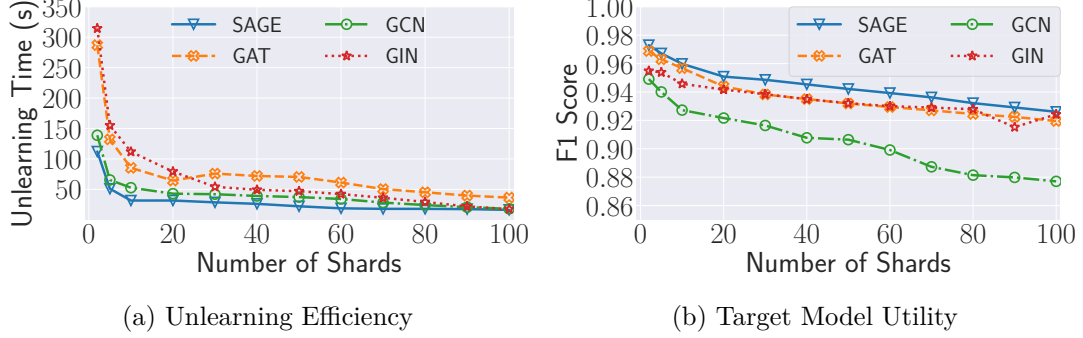 Unlearning Time (s)
350
300
250
200
150
100
50
SAGE
GCN
GAT
GIN
0 20 40 60 80 100
Number of Shards
(a) Unlearning Efficiency
F1 Score
1.00
0.98
0.96
0.94
0.92
0.90
0.88
0.86
SAGE
GCN
GAT
GIN
0 20 40 60 80 100
Number of Shards
(b) Target Model Utility